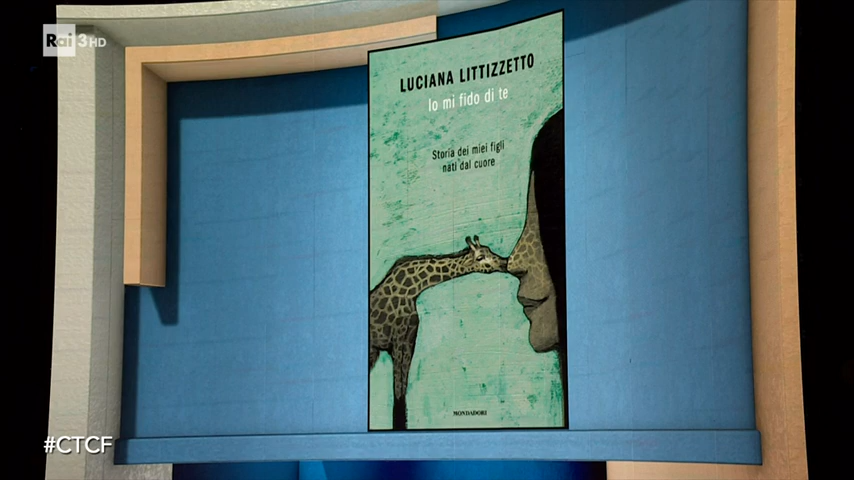 Rai 3HD
LUCIANA LITTIZZETTO
Io mi fido di te
Storia dei miei figli
nati dal cuore
MONDADORI
#CTCF